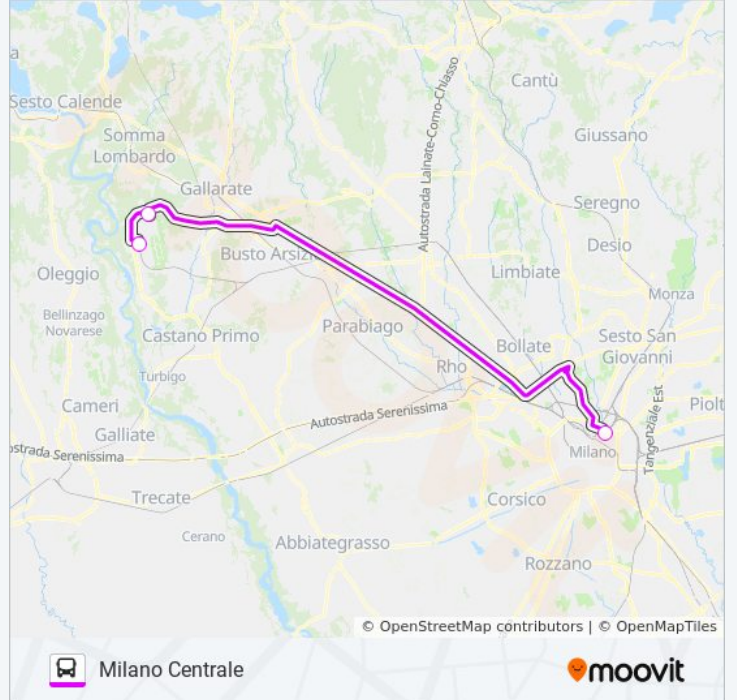 a
Cantù
Sesto Calende
Somma
Lombardo
Giussano
Autostrada Lainate-Como-Chiasso
Gallarate
Seregno
Desio
Busto Arsizi
Oleggio
Limbiate
Monza
Bellinzago
Novarese
Parabiago
Castano Primo
Sesto San
Giovanni
Bollate
Rho
Turbigo
Cameri
Autostrada Serenissima
Tangenziale Est
Piolt
Galliate
ostrada Serenissima
Milano
Trecate
Corsico
Cerano
Abbiategrasso
Rozzano
© OpenStreetMap contributors | © OpenMapTiles
Milano Centrale
moovit